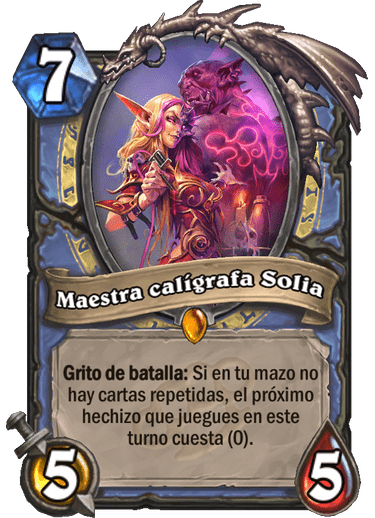 7
Maestra calígrafa Solia
Grito de batalla: Si en tu mazo no
hay cartas repetidas, el próximo
hechizo que juegues en este
turno cuesta (0).
5
5